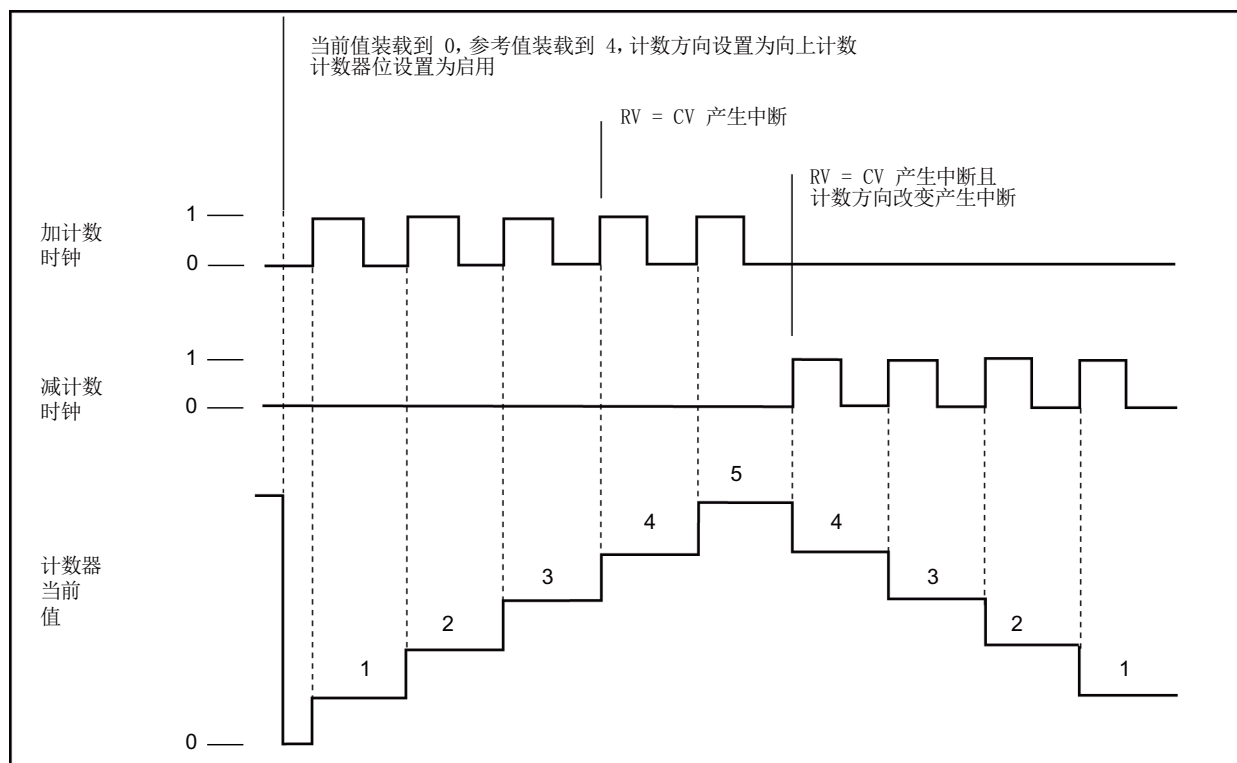 当前值装载到 0,参考值装载到 4,计数方向设置为向上计数
计数器位设置为启用
RV = CV 产生中断
RV = CV 产生中断且
计数方向改变产生中断
加计数
时钟
1
0
减计数
时钟
1
0
计数器
当前
值
0
1
2
3
4
5
4
3
2
1